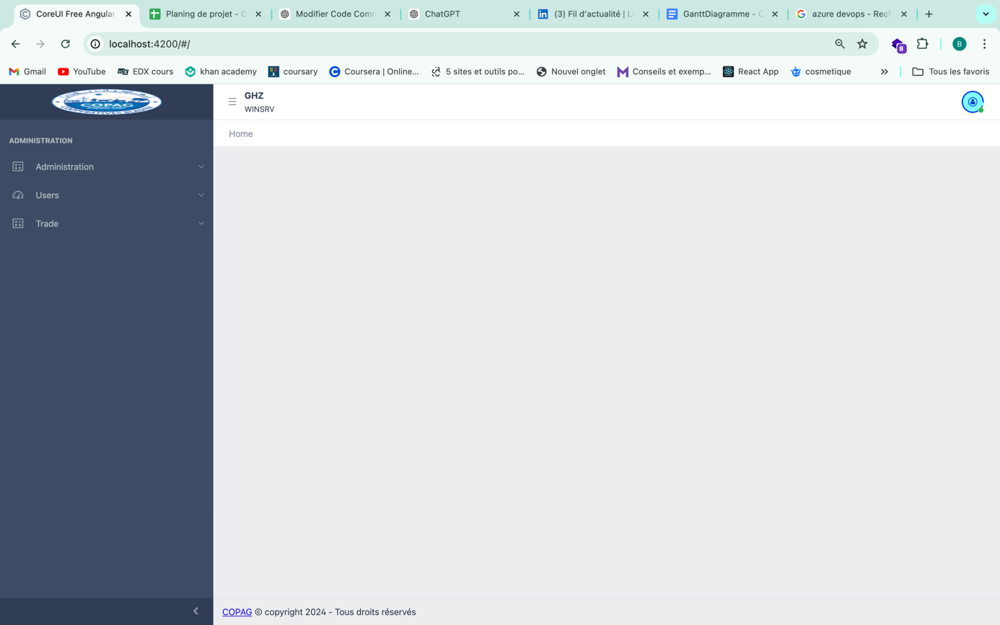 CoreUI Free Angular
Planing de projet - G
Modifier Code Comm
ChatGPT
(3) Fil d'actualité | Li
GanttDiagramme - G
azure devops - Rech
localhost:4200/#/
8
B
Gmail
YouTube
EDX cours
khan academy
coursary
Coursera | Online...
5 sites et outils po...
Nouvel onglet
Conseils et exemp...
React App
cosmetique
Tous les favoris
COPAG
GHZ
WINSRV
Home
ADMINISTRATION
Administration
Users
Trade
COPAG © copyright 2024 - Tous droits réservés